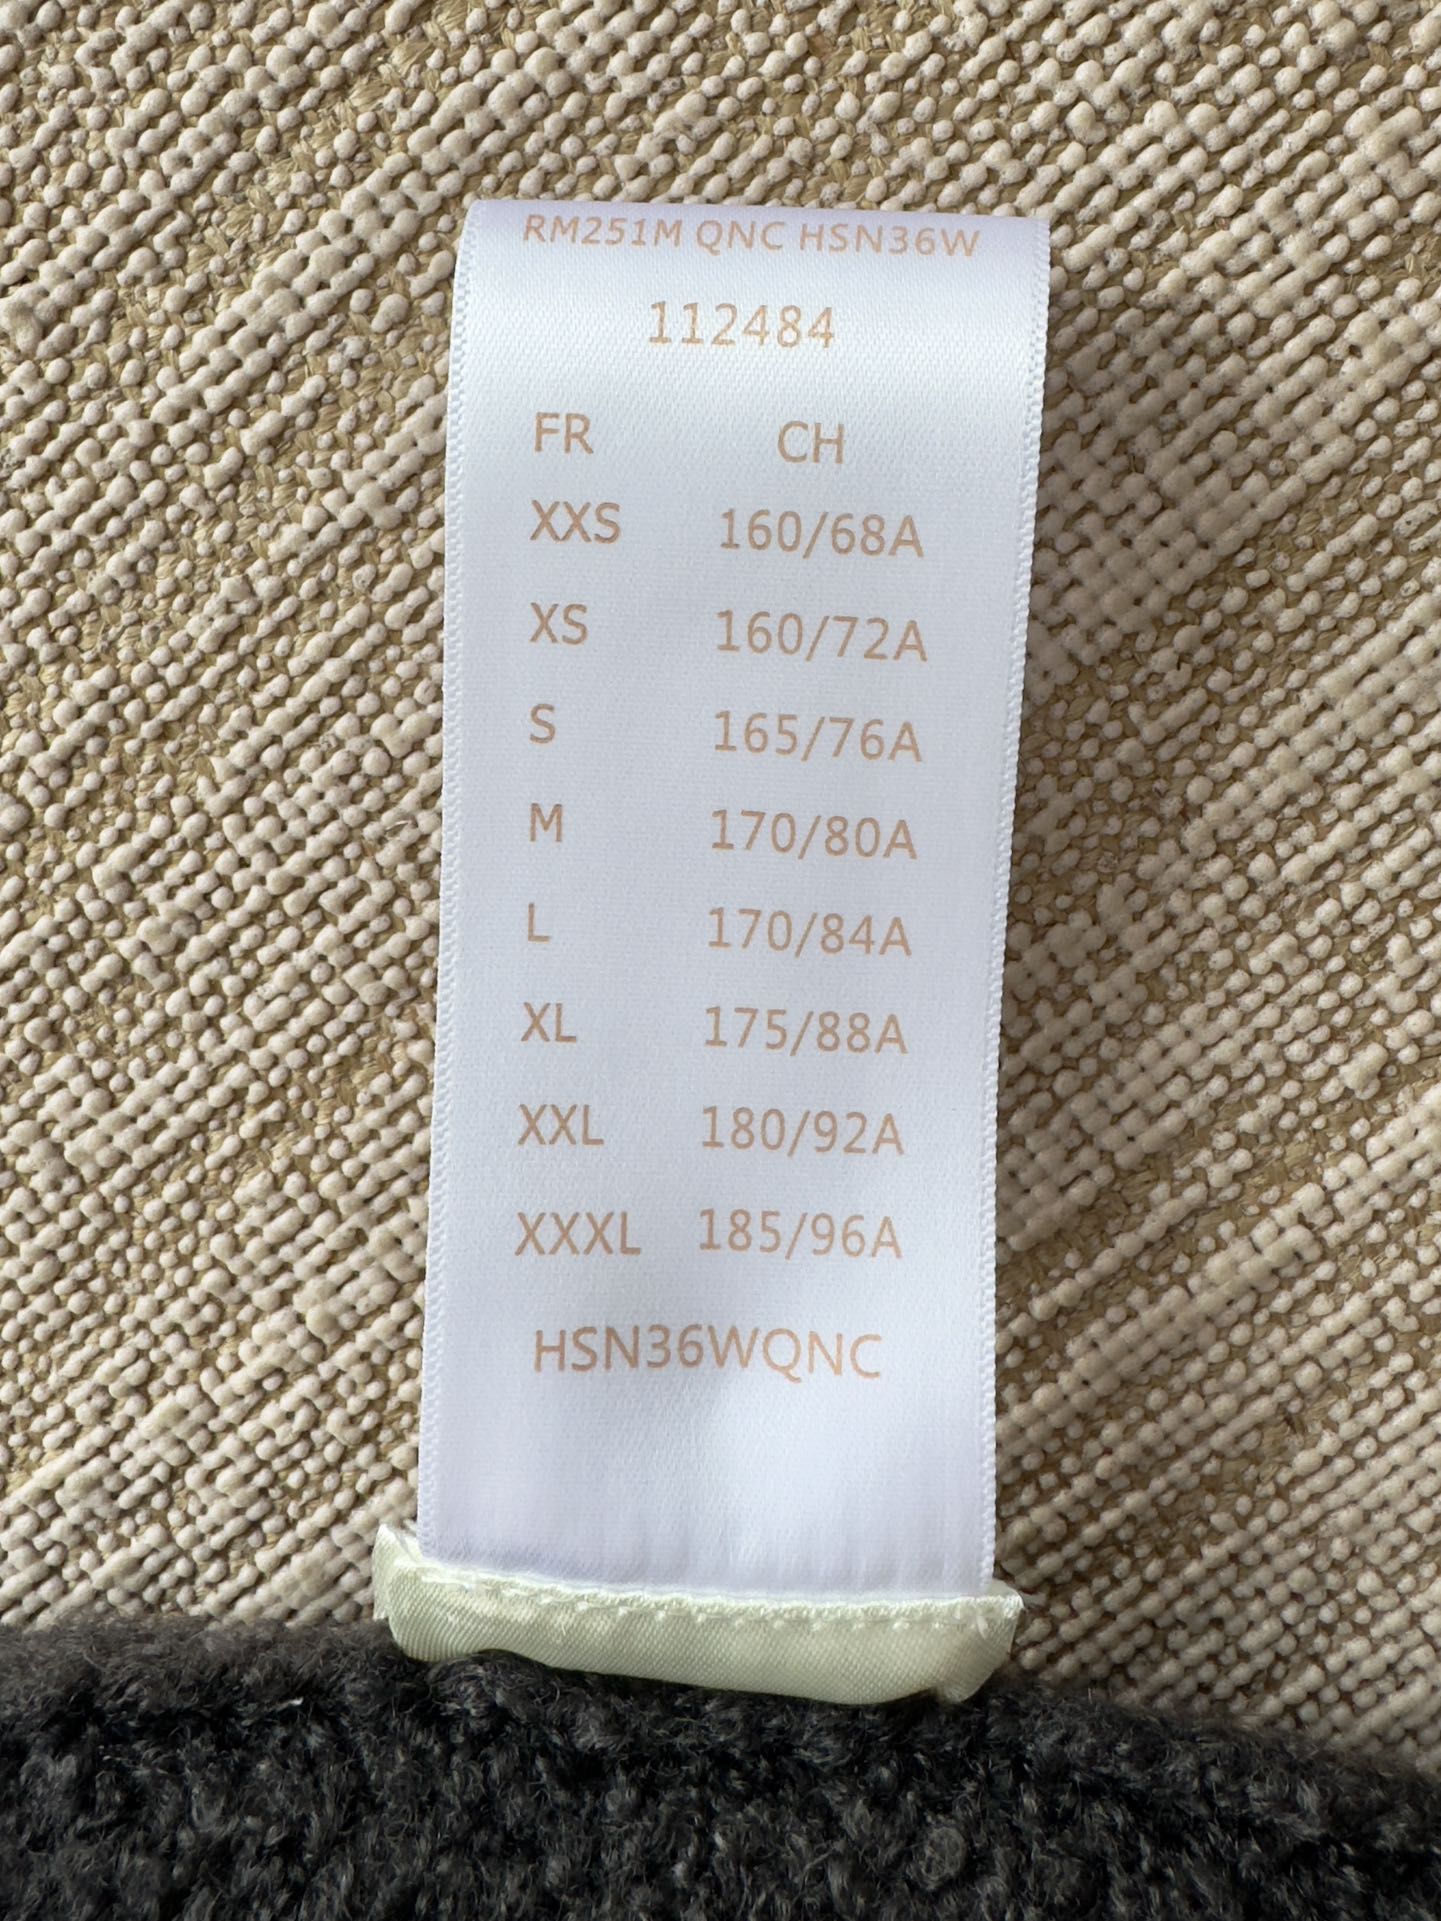 RM251M QNC HSN36W
112484
FR CH
XXS 160/68A
XS 160/72A
S 165/76A
M 170/80A
L 170/84A
XL 175/88A
XXL 180/92A
XXXL 185/96A
HSN36WQNC